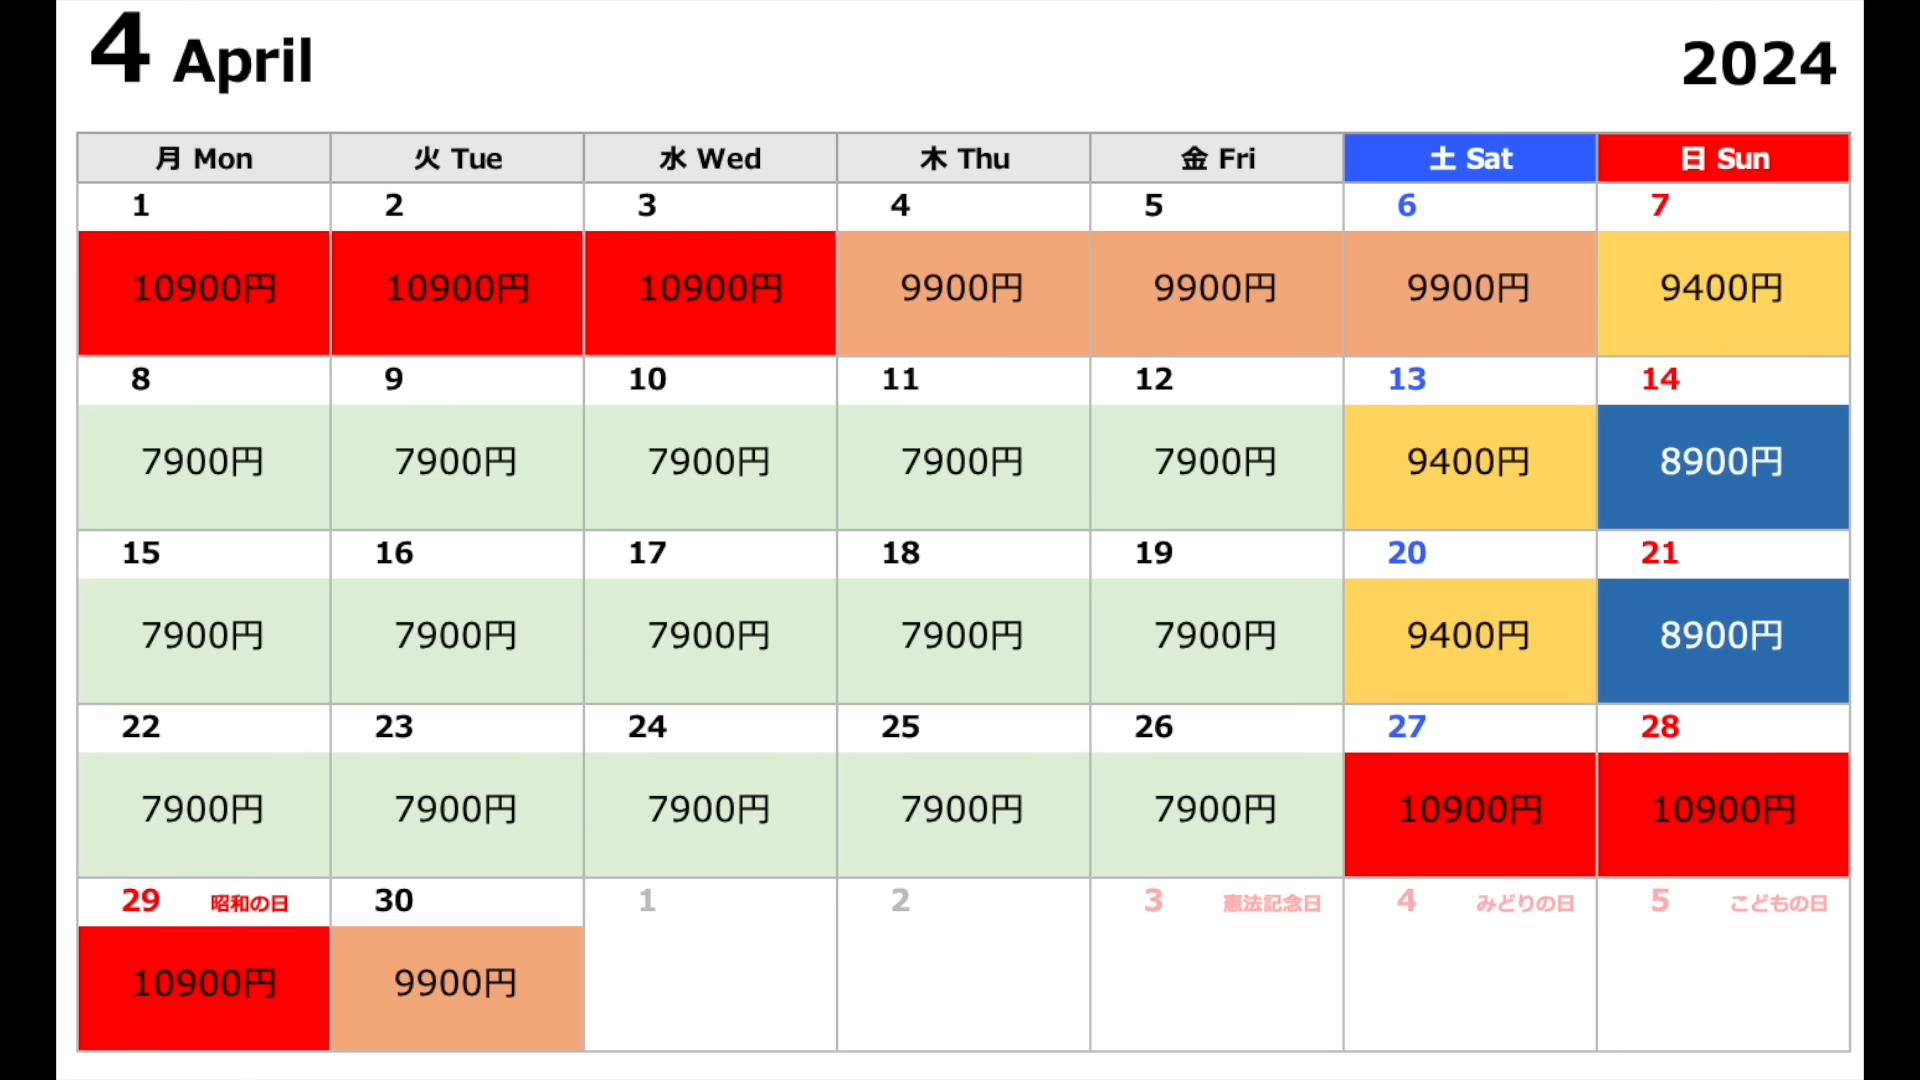 4 April 2024
月 Mon 火 Tue 水 Wed 木 Thu 金 Fri 土 Sat 日 Sun
1 2 3 4 5 6 7
10900円 10900円 10900円 9900円 9900円 9900円 9400円
8 9 10 11 12 13 14
7900円 7900円 7900円 7900円 7900円 9400円 8900円
15 16 17 18 19 20 21
7900円 7900円 7900円 7900円 7900円 9400円 8900円
22 23 24 25 26 27 28
7900円 7900円 7900円 7900円 7900円 10900円 10900円
29 昭和の日 30 1 2 3 憲法記念日 4 みどりの日 5 こどもの日
10900円 9900円